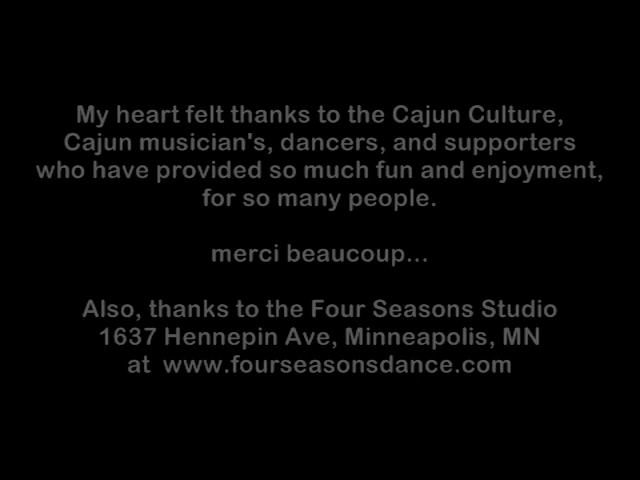 My heart felt thanks to the Cajun Culture,
Cajun musician's, dancers, and supporters
who have provided so much fun and enjoyment,
for so many people.
merci beaucoup...
Also, thanks to the Four Seasons Studio
1637 Hennepin Ave, Minneapolis, MN
at  www.fourseasonsdance.com